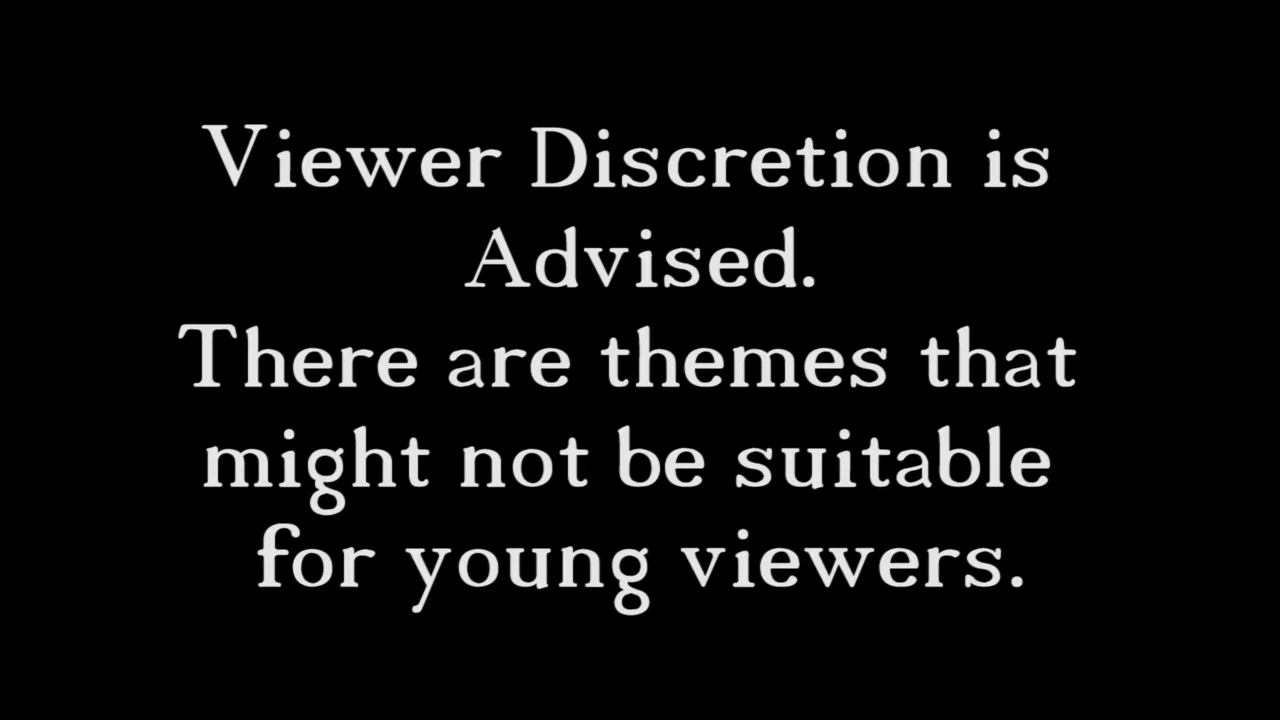 Viewer Discretion is
Advised.
There are themes that
might not be suitable
for young viewers.